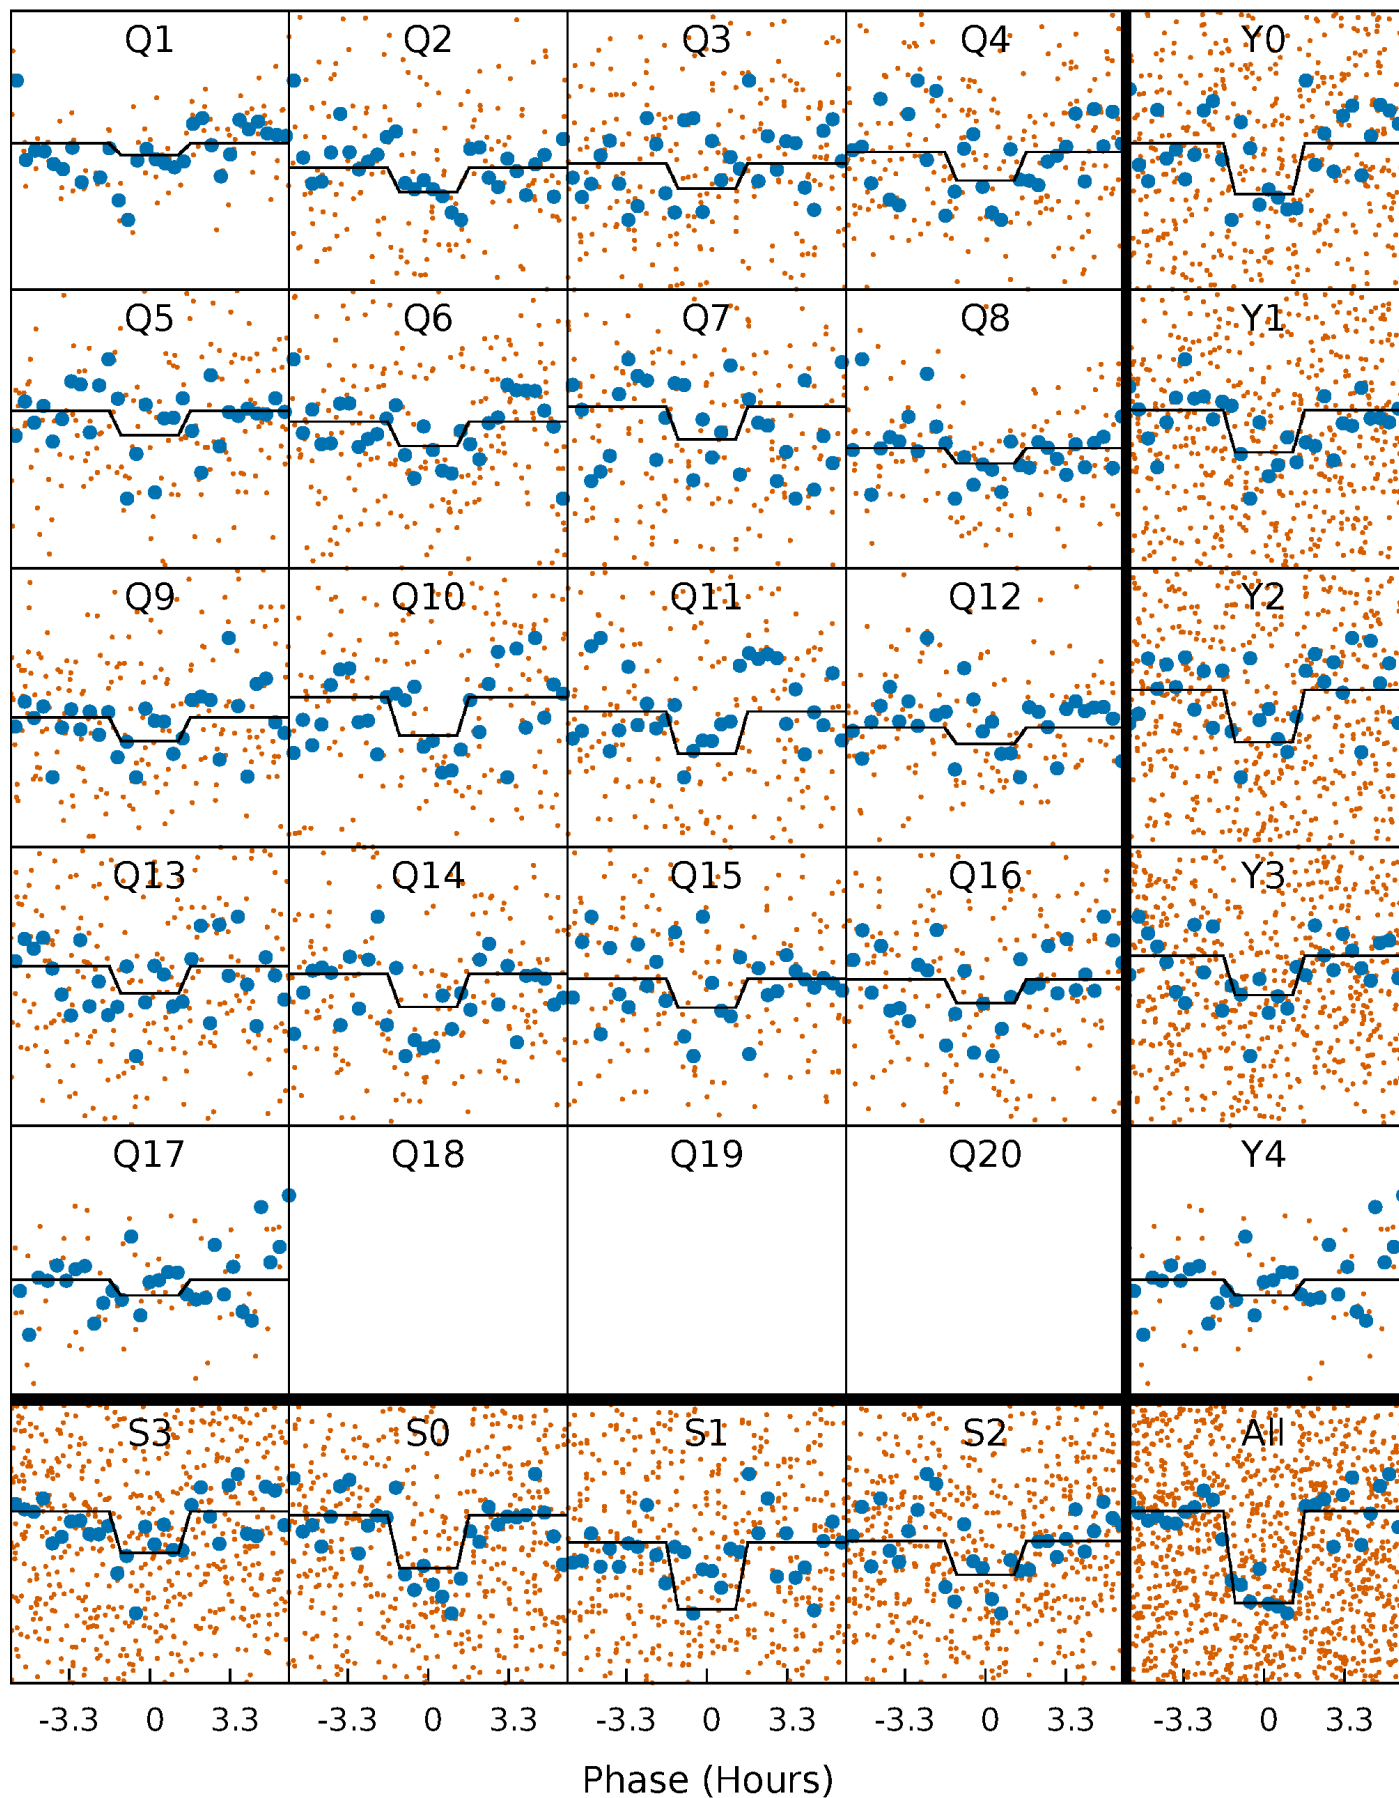 Q1 Q2 Q3 Q4 Y0
Q5 Q6 Q7 Q8 Y1
Q9 Q10 Q11 Q12 Y2
Q13 Q14 Q15 Q16 Y3
Q17 Q18 Q19 Q20 Y4
S3 S0 S1 S2 All
-3.3 0 3.3 -3.3 0 3.3 -3.3 0 3.3 -3.3 0 3.3 -3.3 0 3.3
Phase (Hours)